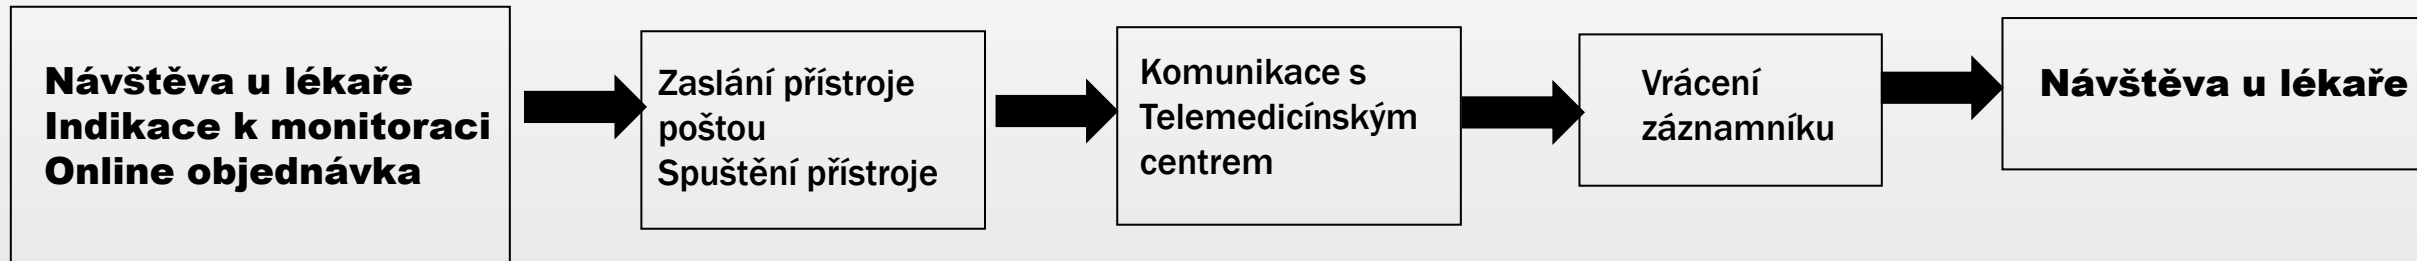 Návštěva u lékaře
Indikace k monitoraci
Online objednávka
Zaslání přístroje
poštou
Spuštění přístroje
Komunikace s
Telemedicínským
centrem
Vrácení
záznamníku
Návštěva u lékaře